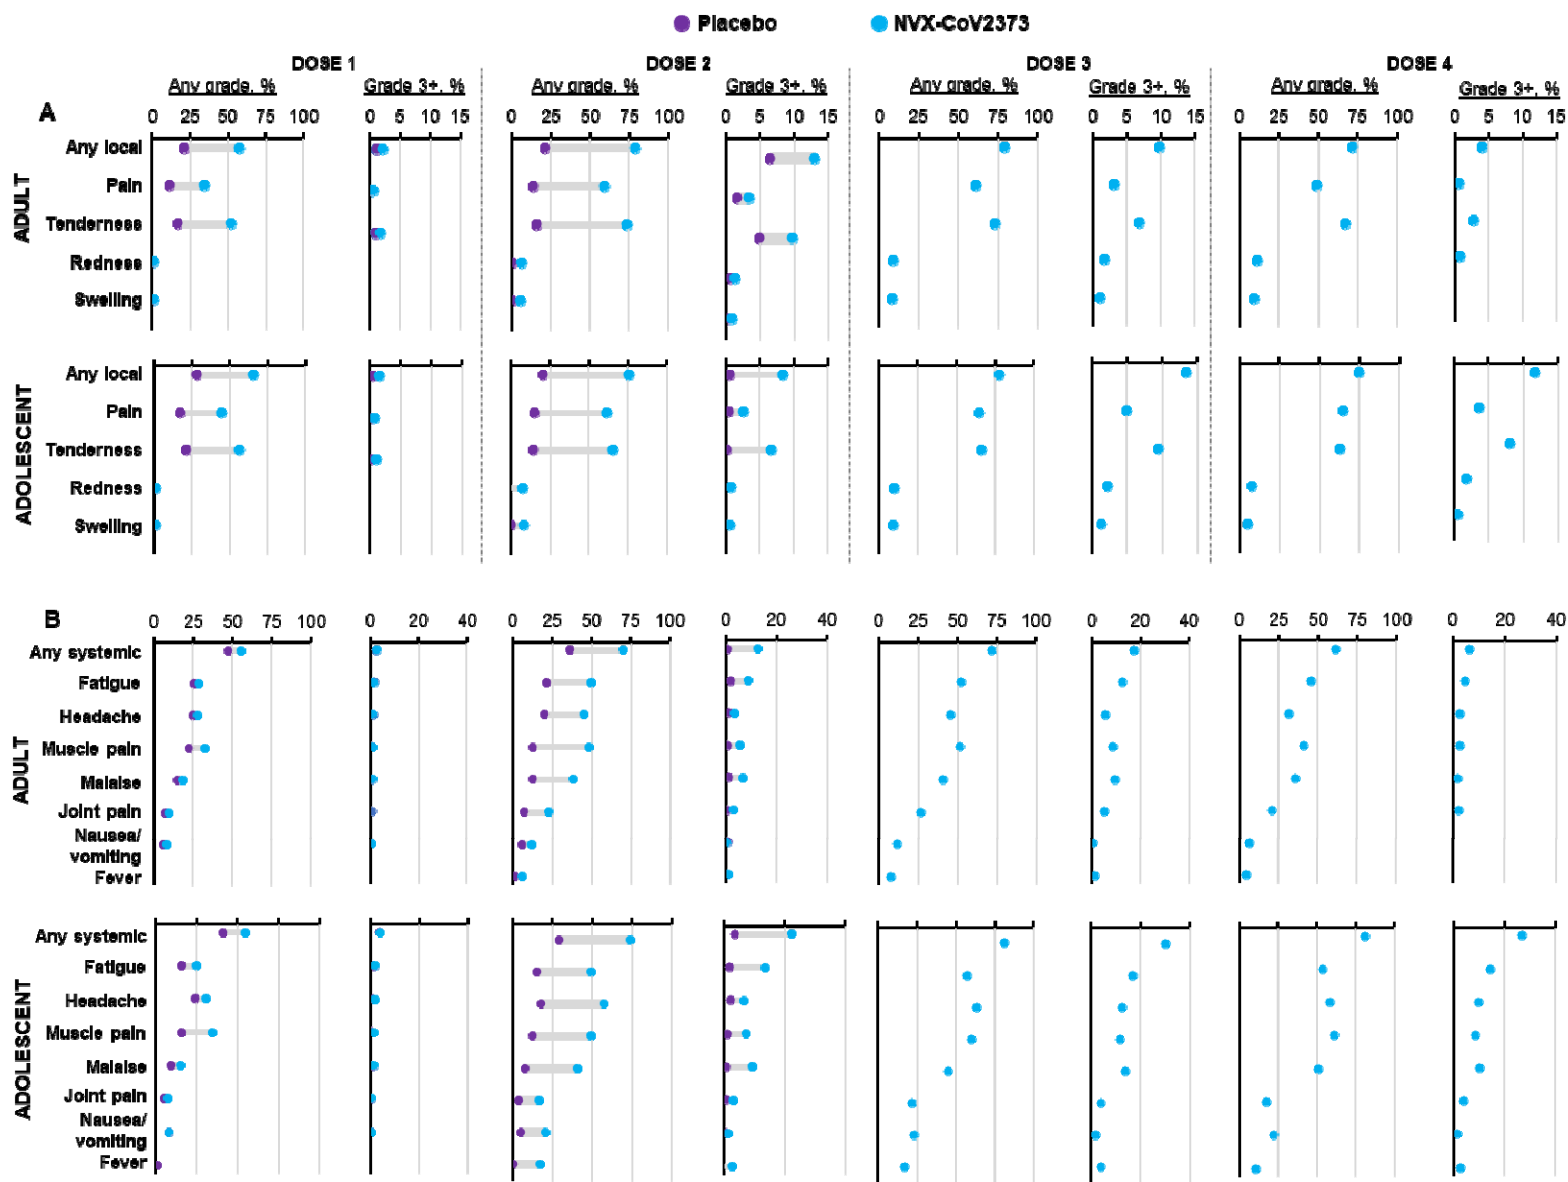 Placebo NVX-CoV2373
DOSE 1 DOSE 2 DOSE 3 DOSE 4
Any grade, % Grade 3+, % Any grade, % Grade 3+, % Any grade, % Grade 3+, % Any grade, % Grade 3+, %
A
0 25 50 75 100 0 5 10 15 0 25 50 75 100 0 5 10 15 0 25 50 75 100 0 5 10 15 0 25 50 75 100 0 5 10 15
ADULT
Any local
Pain
Tenderness
Redness
Swelling
ADOLESCENT
Any local
Pain
Tenderness
Redness
Swelling
B
0 25 50 75 100 0 20 40 0 25 50 75 100 0 20 40 0 25 50 75 100 0 20 40 0 25 50 75 100 0 20 40
ADULT
Any systemic
Fatigue
Headache
Muscle pain
Malaise
Joint pain
Nausea/
vomiting
Fever
ADOLESCENT
Any systemic
Fatigue
Headache
Muscle pain
Malaise
Joint pain
Nausea/
vomiting
Fever